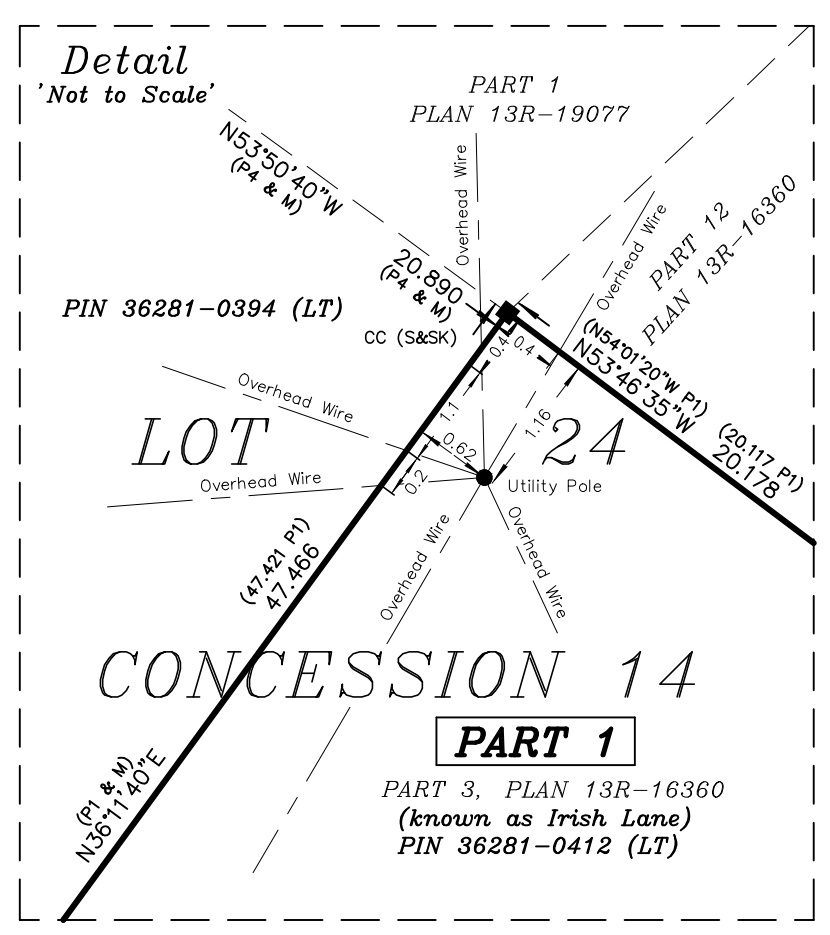 Detail
'Not to Scale'
PART 1
PLAN 13R-19077
N53°50'40"W
(P4 & M)
Overhead Wire
Overhead Wire
PART 12
PLAN 13R-16360
20.890
(P4 & M)
PIN 36281-0394 (LT)
CC (S&SK)
0.4
0.4
(N54°01'20"W P1)
N53°46'35"W
Overhead Wire
1.1
1.16
LOT
24
0.62
(20.117 P1)
20.178
Overhead Wire
0.2
Utility Pole
(47.421 P1)
47.466
Overhead Wire
Overhead Wire
CONCESSION 14
PART 1
(P1 & M)
N36°11'40"E
PART 3, PLAN 13R-16360
(known as Irish Lane)
PIN 36281-0412 (LT)